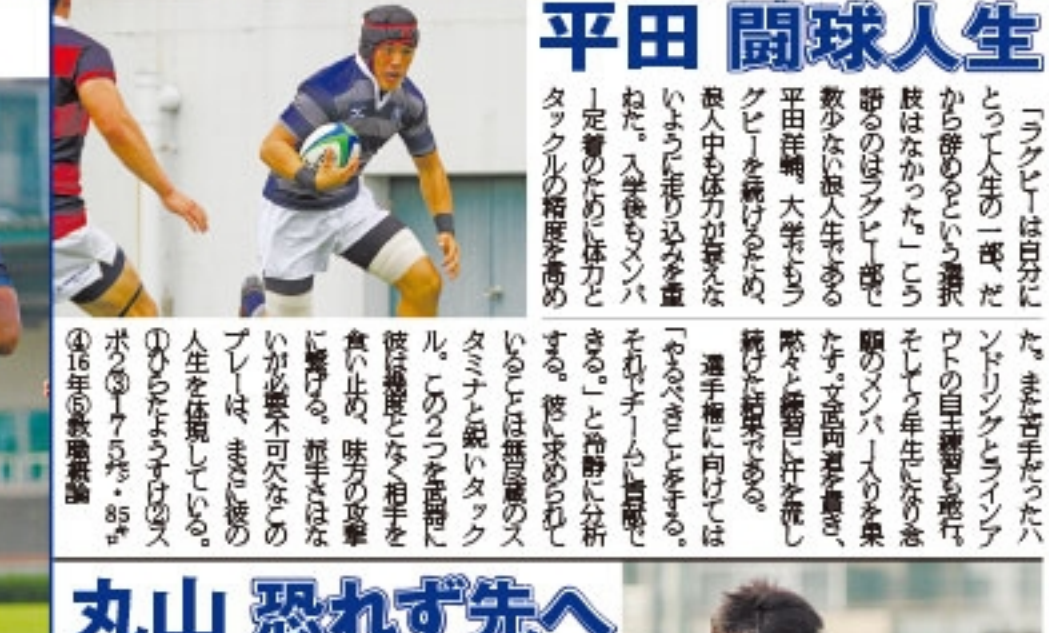 平田 闘球人生
「ラグビーは自分に
とって人生の一部、だ
から辞めるという選択
肢はなかった。」こう
語るのはラグビー部で
数少ない浪人生である
平田洋輔。大学でもラ
グビーを続けるため、
浪人中も体力が衰えな
いように走り込みを重
ねた。入学後もメンバ
ー定着のために体力と
タックルの精度を高め
た。また苦手だったハ
ンドリングとラインア
ウトの自主練習も敢行。
そして2年生になり念
願のメンバー入りを果
たす。文武両道を貫き、
黙々と練習に汗を流し
続けた結果である。
選手権に向けては
「やるべきことをする。
それでチームに貢献で
きる。」と冷静に分析
する。彼に求められて
いることは無尽蔵のス
タミナと鋭いタック
ル。この2つを武器に
彼は幾度となく相手を
食い止め、味方の攻撃
に繋げる。派手さはな
いが必要不可欠なこの
プレーは、まさに彼の
人生を体現している。
①ひらたようすけ②ス
ポ2③175㌢・85㌔
④16年⑤教職概論
丸山 恐れず先へ